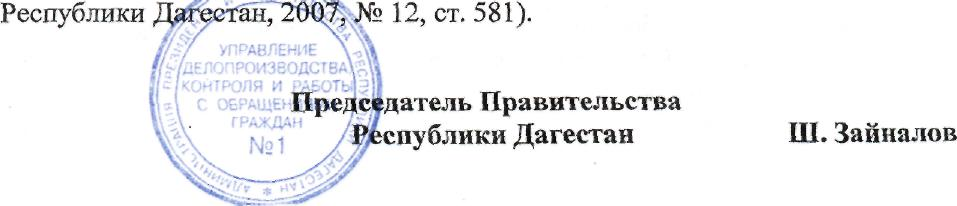 Республики Дагестан, 2007, № 12, ст. 581).
УПРАВЛЕНИЕ
ДЕЛОПРОИЗВОДСТВА,
КОНТРОЛЯ И РАБОТЫ
С ОБРАЩЕНИЯМИ
ГРАЖДАН
№1
Председатель Правительства
Республики Дагестан Ш. Зайналов